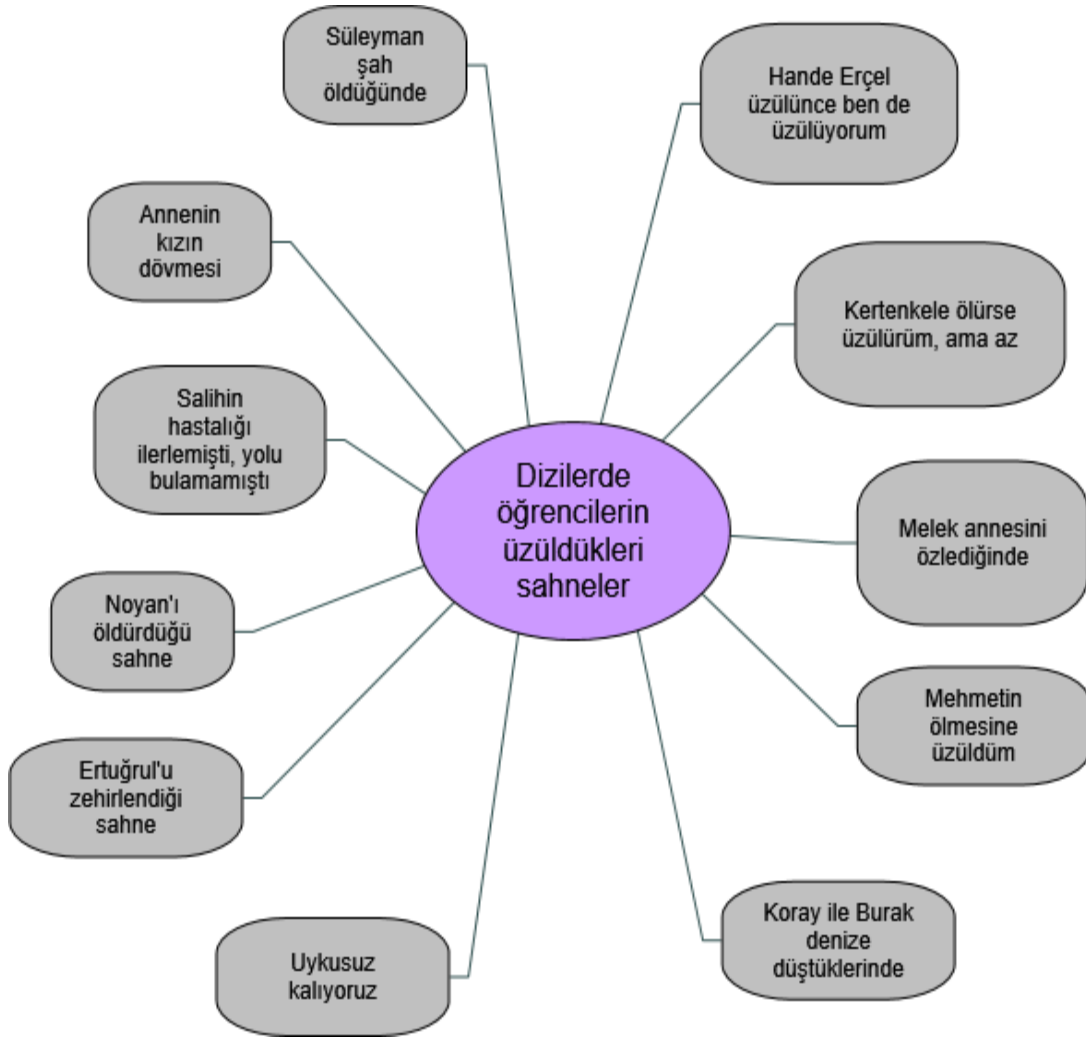 Süleyman
şah
öldüğünde
Hande Erçel
üzülünce ben de
üzülüyorum
Annenin
kızın
dövmesi
Kertenkele ölürse
üzülürüm, ama az
Salihin
hastalığı
ilerlemişti, yolu
bulamamıştı
Dizilerde
öğrencilerin
üzüldükleri
sahneler
Melek annesini
özlediğinde
Noyan'ı
öldürdüğü
sahne
Mehmetin
ölmesine
üzüldüm
Ertuğrul'u
zehirlendiği
sahne
Koray ile Burak
denize
düştüklerinde
Uykusuz
kalıyoruz